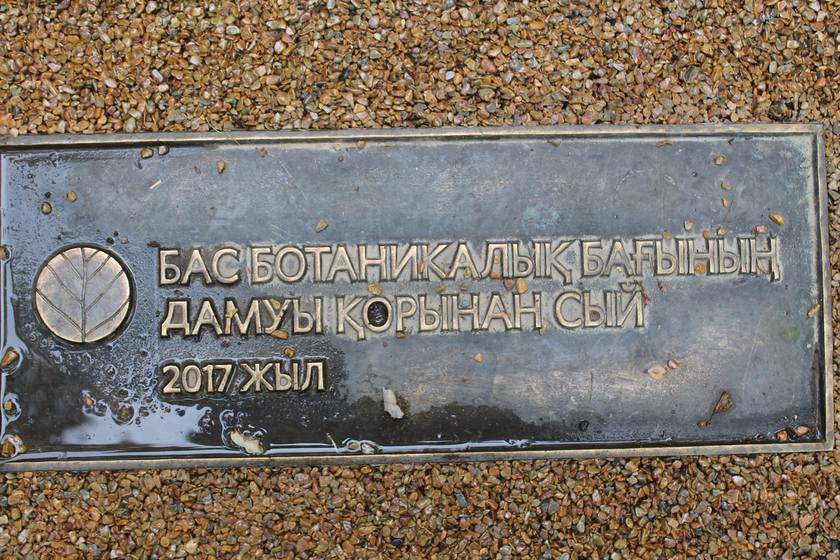 БАС БОТАНИКАЛЫҚ БАҒЫНЫҢ
ДАМУЫ ҚОРЫНАН СЫЙ
2017 ЖЫЛ